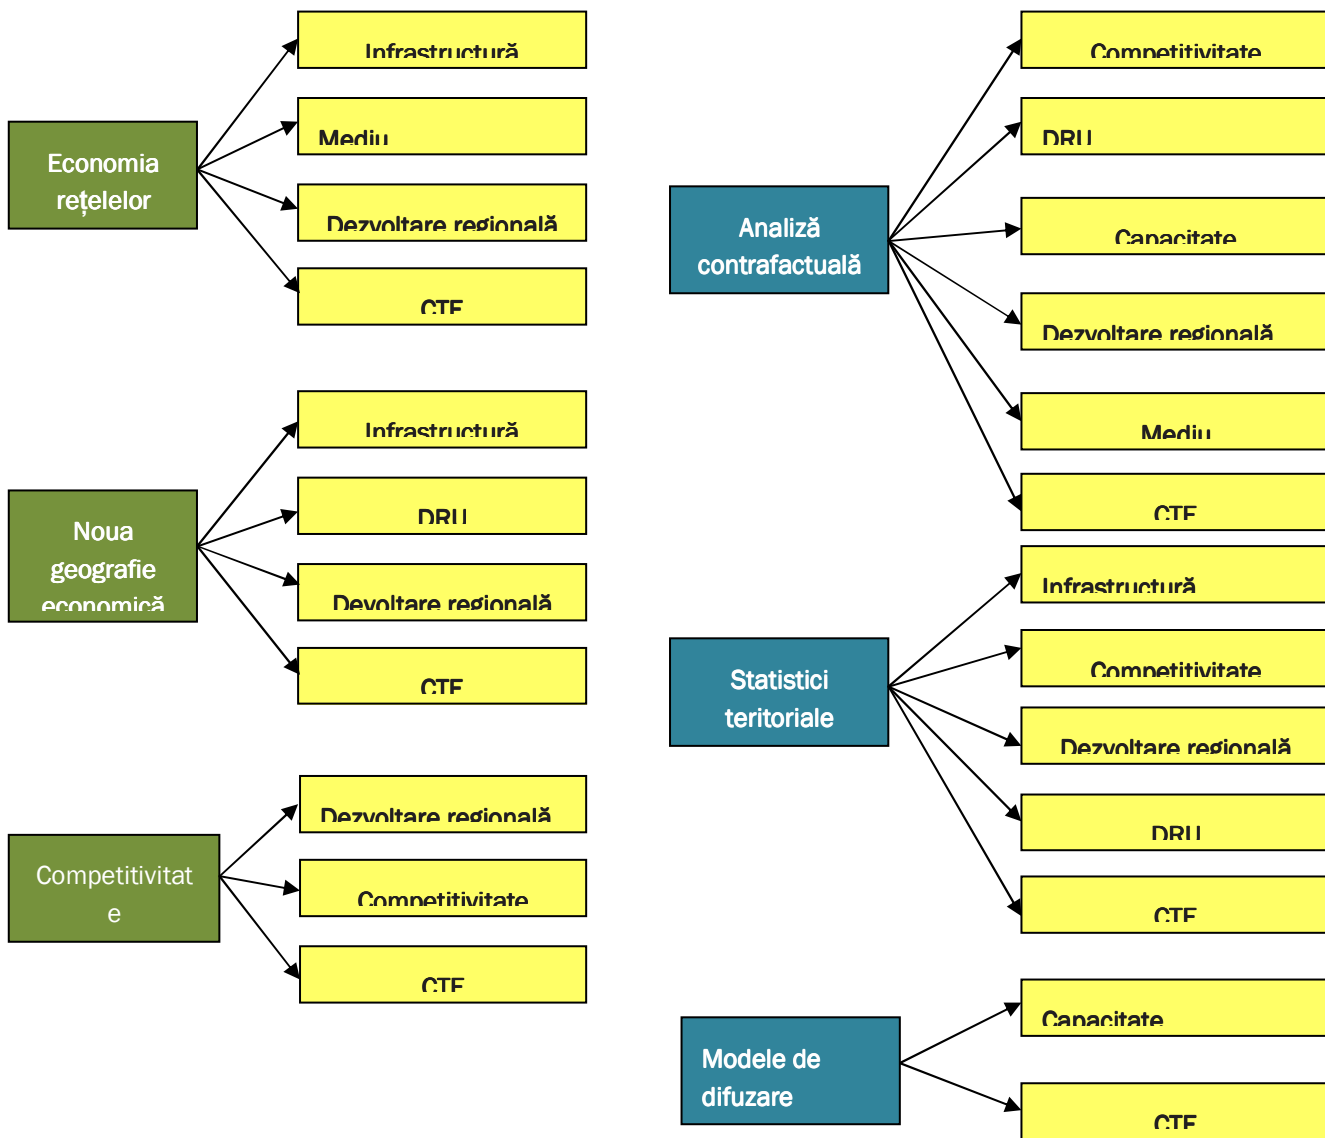 Infrastructură
Mediu
Economia
rețelelor
Dezvoltare regională
CTE
Infrastructură
DRU
Noua
geografie
economică
Devoltare regională
CTE
Dezvoltare regională
Competitivitat
e
Competitivitate
CTE
Competitivitate
DRU
Analiză
contrafactuală
Capacitate
Dezvoltare regională
Mediu
CTE
Infrastructură
Competitivitate
Statistici
teritoriale
Dezvoltare regională
DRU
CTE
Capacitate
Modele de
difuzare
CTE